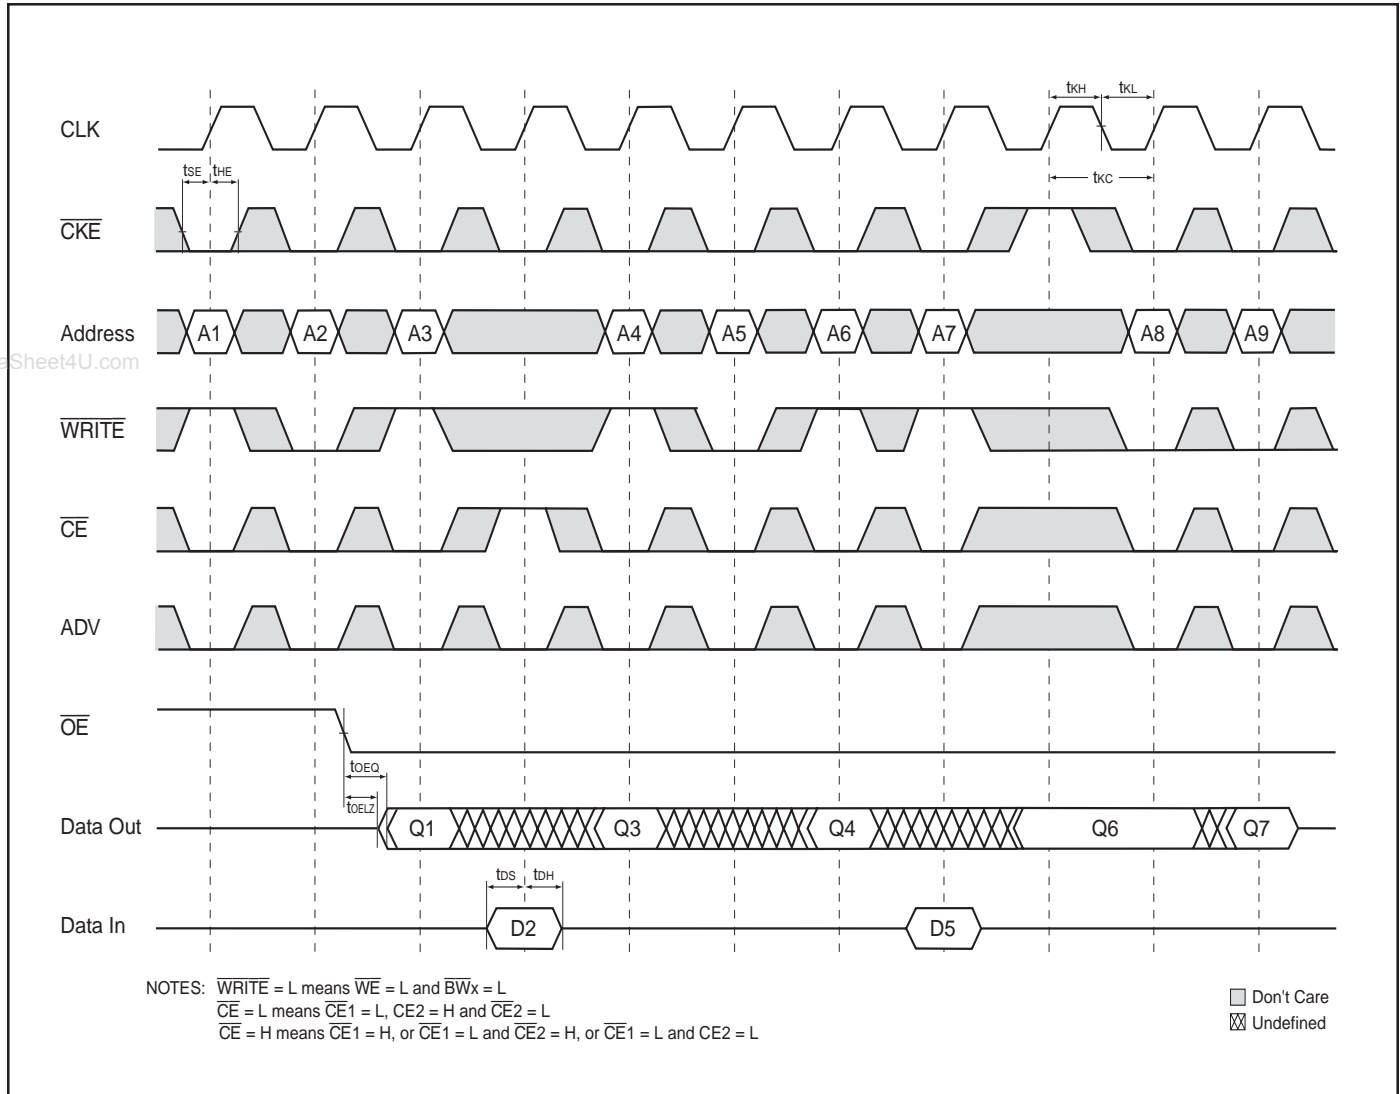 tKH tKL
CLK
tSE tHE
tKC
CKE
Address A1 A2 A3 A4 A5 A6 A7 A8 A9
aSheet4U.com
WRITE
CE
ADV
OE
tOEQ
tOELZ
Data Out Q1 Q3 Q4 Q6 Q7
tDS tDH
Data In D2 D5
NOTES: WRITE = L means WE = L and BWx = L
CE = L means CE1 = L, CE2 = H and CE2 = L
CE = H means CE1 = H, or CE1 = L and CE2 = H, or CE1 = L and CE2 = L
Don't Care
Undefined